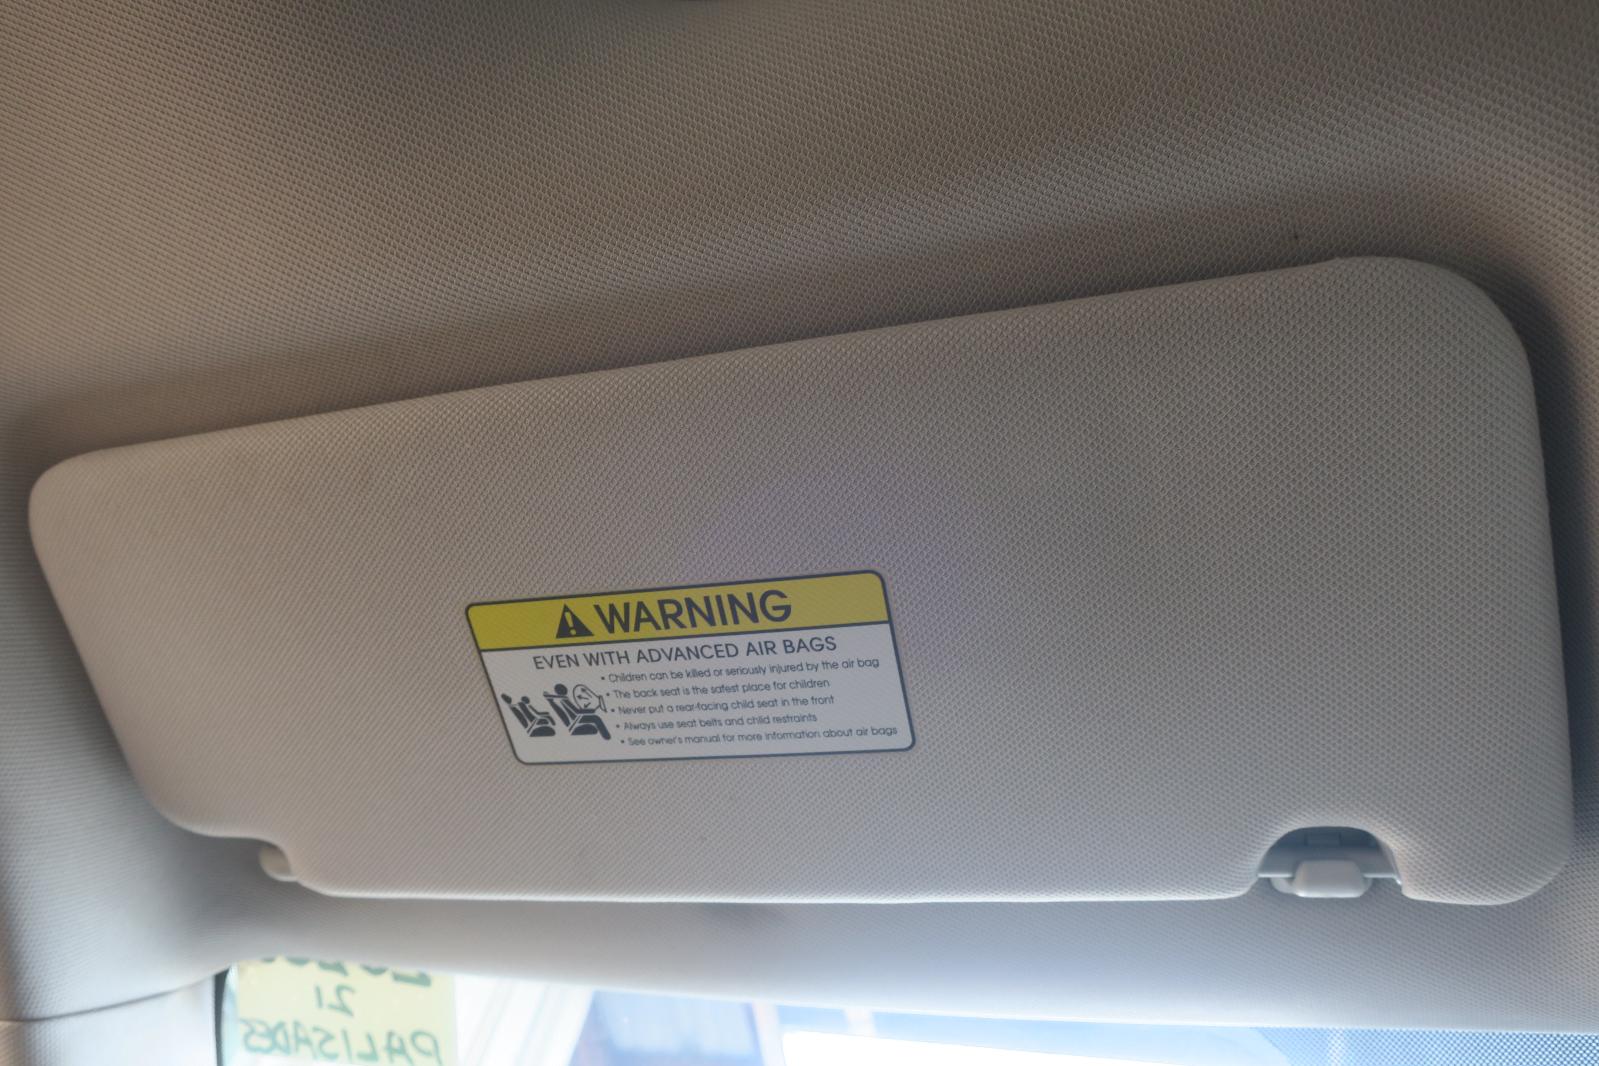 WARNING
EVEN WITH ADVANCED AIR BAGS
• Children can be killed or seriously injured by the air bag
• The back seat is the safest place for children
• Never put a rear-facing child seat in the front
• Always use seat belts and child restraints
• See owner's manual for more information about air bags
21
PALISADES